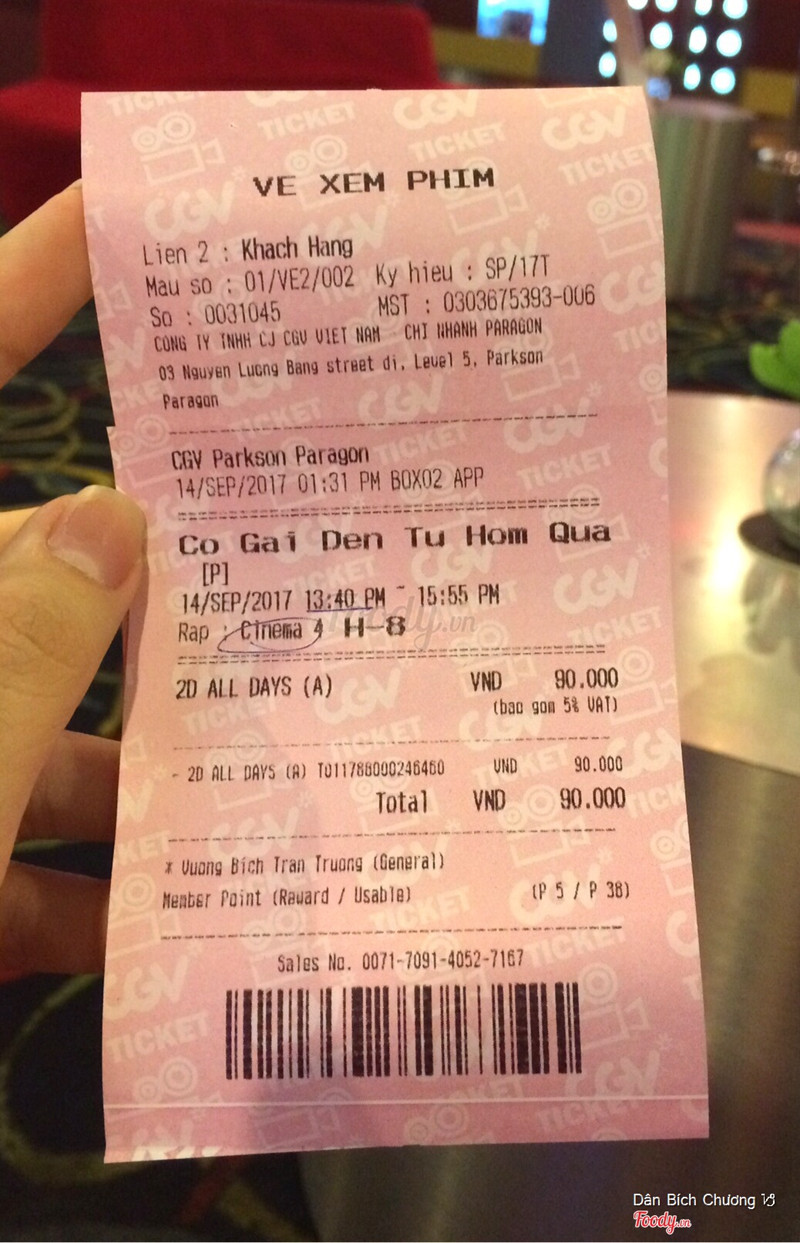 VE XEM PHIM
Lien 2 : Khach Hang
Mau so : 01/VE2/002 Ky hieu : SP/17T
So : 0031045 MST : 0303675393-006
CONG TY TNHH CJ CGV VIET NAM - CHI NHANH PARAGON
03 Nguyen Luong Bang street di, Level 5, Parkson
Paragon
CGV Parkson Paragon
14/SEP/2017 01:31 PM BOX02 APP
Co Gai Den Tu Hom Qua
[P]
14/SEP/2017 13:40 PM ~ 15:55 PM
Rap : Cinema 4 H-8
2D ALL DAYS (A) VND 90.000
(bao gom 5% VAT)
- 2D ALL DAYS (A) T011788000246460 VND 90.000
Total VND 90.000
* Vuong Bich Tran Truong (General)
Member Point (Reward / Usable) (P 5 / P 38)
Sales No. 0071-7091-4052-7167
Dân Bích Chương
Foody.vn